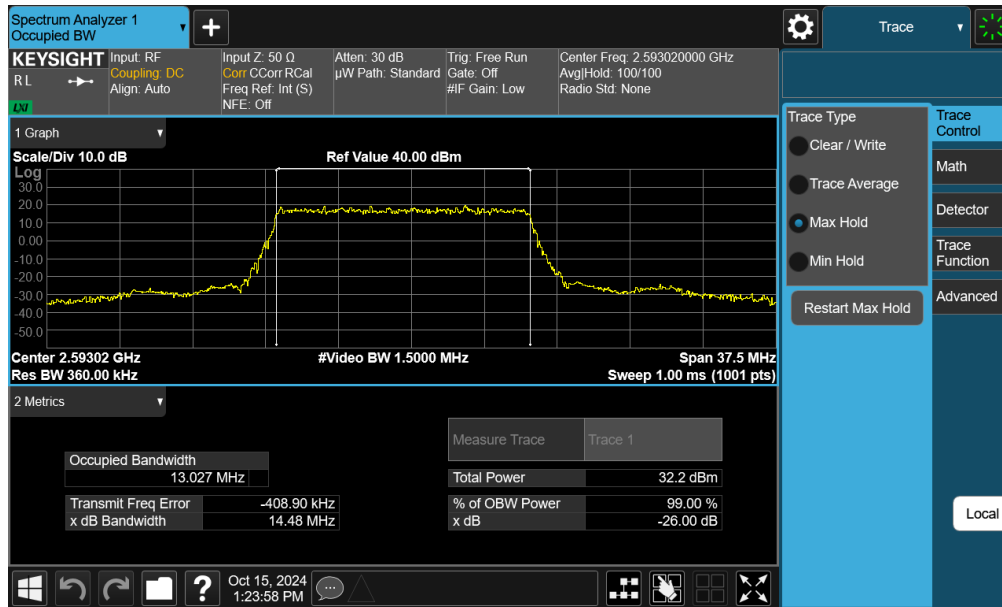 Spectrum Analyzer 1
Occupied BW
+
Trace
KEYSIGHT
R L
LXI
Input: RF
Coupling: DC
Align: Auto
Input Z: 50 Ω
Corr CCorr RCal
Freq Ref: Int (S)
NFE: Off
Atten: 30 dB
µW Path: Standard
Trig: Free Run
Gate: Off
#IF Gain: Low
Center Freq: 2.593020000 GHz
Avg|Hold: 100/100
Radio Std: None
1 Graph
Scale/Div 10.0 dB
Ref Value 40.00 dBm
Log
30.0
20.0
10.0
0.00
-10.0
-20.0
-30.0
-40.0
-50.0
Center 2.59302 GHz
#Video BW 1.5000 MHz
Span 37.5 MHz
Res BW 360.00 kHz
Sweep 1.00 ms (1001 pts)
2 Metrics
Measure Trace
Trace 1
Occupied Bandwidth
13.027 MHz
Total Power
32.2 dBm
Transmit Freq Error
-408.90 kHz
% of OBW Power
99.00 %
x dB Bandwidth
14.48 MHz
x dB
-26.00 dB
Trace Type
Clear / Write
Trace Average
Max Hold
Min Hold
Restart Max Hold
Trace
Control
Math
Detector
Trace
Function
Advanced
Local
?
Oct 15, 2024
1:23:58 PM